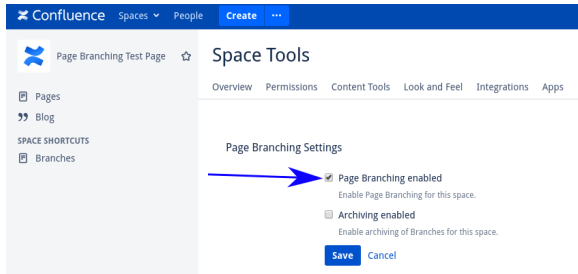 Confluence Spaces People Create ...
Page Branching Test Page
Pages
Blog
SPACE SHORTCUTS
Branches
Space Tools
Overview Permissions Content Tools Look and Feel Integrations Apps
Page Branching Settings
Page Branching enabled
Enable Page Branching for this space.
Archiving enabled
Enable archiving of Branches for this space.
Save Cancel